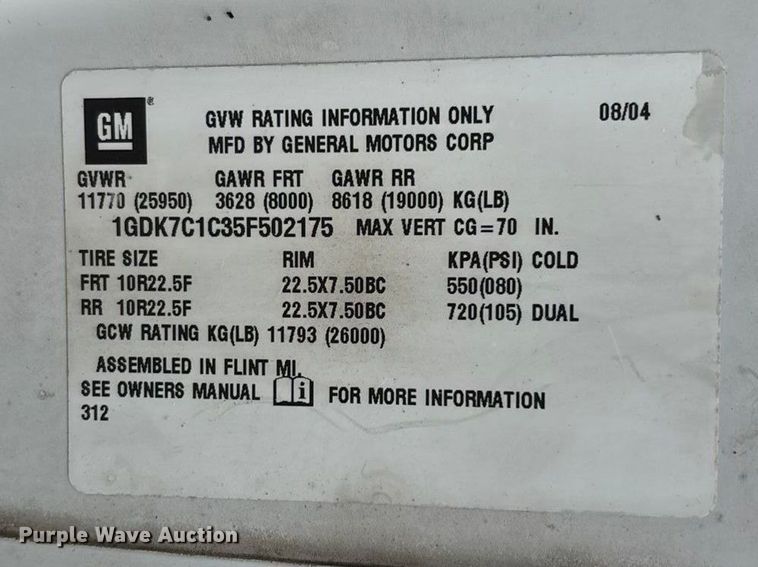 GM ® GVW RATING INFORMATION ONLY 08/04
MFD BY GENERAL MOTORS CORP
GVWR GAWR FRT GAWR RR
11770 (25950) 3628 (8000) 8618 (19000) KG(LB)
1GDK7C1C35F502175 MAX VERT CG=70 IN.
TIRE SIZE RIM KPA(PSI) COLD
FRT 10R22.5F 22.5X7.50BC 550(080)
RR 10R22.5F 22.5X7.50BC 720(105) DUAL
GCW RATING KG(LB) 11793 (26000)
ASSEMBLED IN FLINT MI.
SEE OWNERS MANUAL i FOR MORE INFORMATION
312
Purple Wave Auction